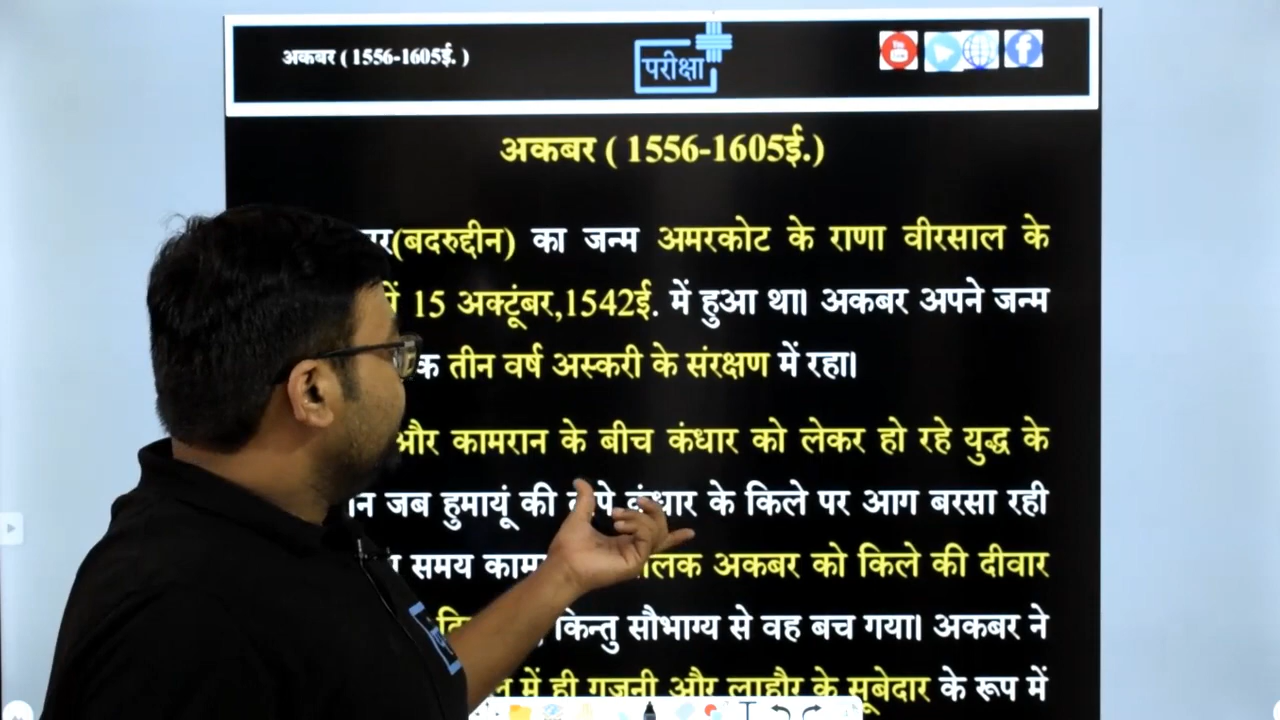 अकबर ( 1556-1605ई. )
परीक्षा
अकबर ( 1556-1605ई.)
(बदरुद्दीन) का जन्म अमरकोट के राणा वीरसाल के
15 अक्टूंबर,1542ई. में हुआ था। अकबर अपने जन्म
तीन वर्ष अस्करी के संरक्षण में रहा।
और कामरान के बीच कंधार को लेकर हो रहे युद्ध के
जब हुमायूं की कंधार के किले पर आग बरसा रही
समय अकबर को किले की दीवार
किन्तु सौभाग्य से वह बच गया। अकबर ने
में ही गजनी और लाहौर के सूबेदार के रूप में